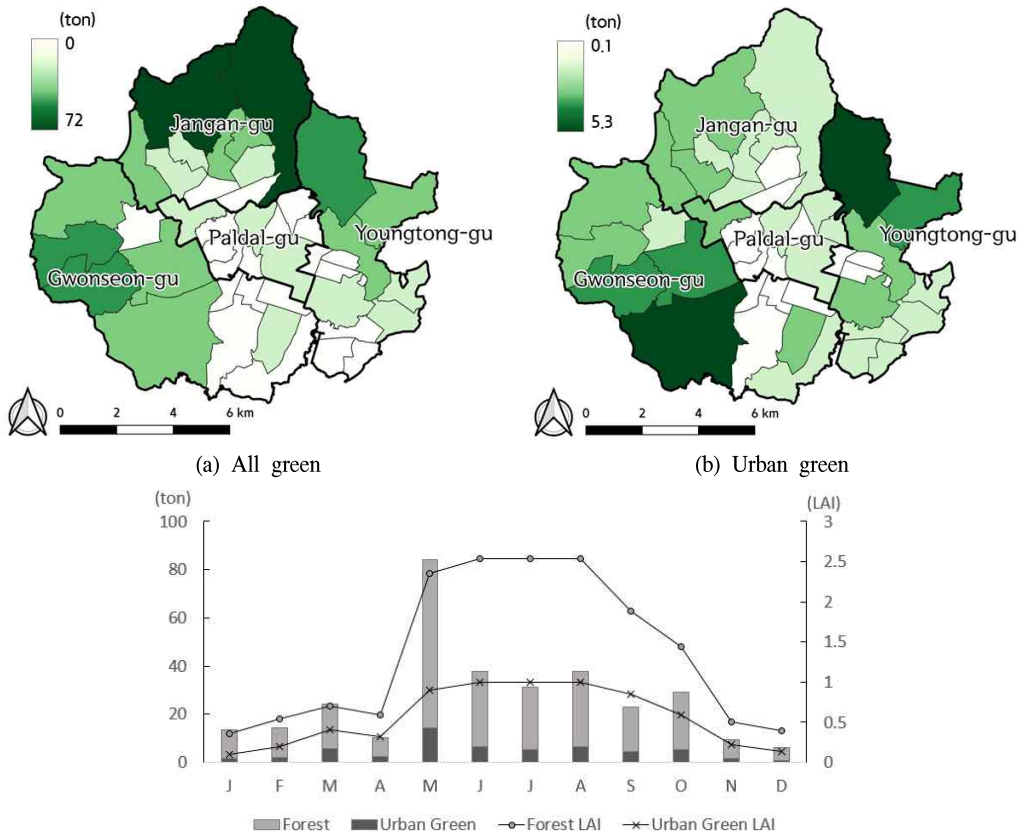 (ton)
0
72
Jangan-gu
Paldal-gu
Youngtong-gu
Gwonseon-gu
0 2 4 6 km
(a) All green
(ton)
0.1
5.3
Jangan-gu
Paldal-gu
Youngtong-gu
Gwonseon-gu
0 2 4 6 km
(b) Urban green
(ton) (LAI)
100 3
80 2.5
60 2
40 1.5
20 1
0 0.5
0
J F M A M J J A S O N D
Forest Urban Green Forest LAI Urban Green LAI